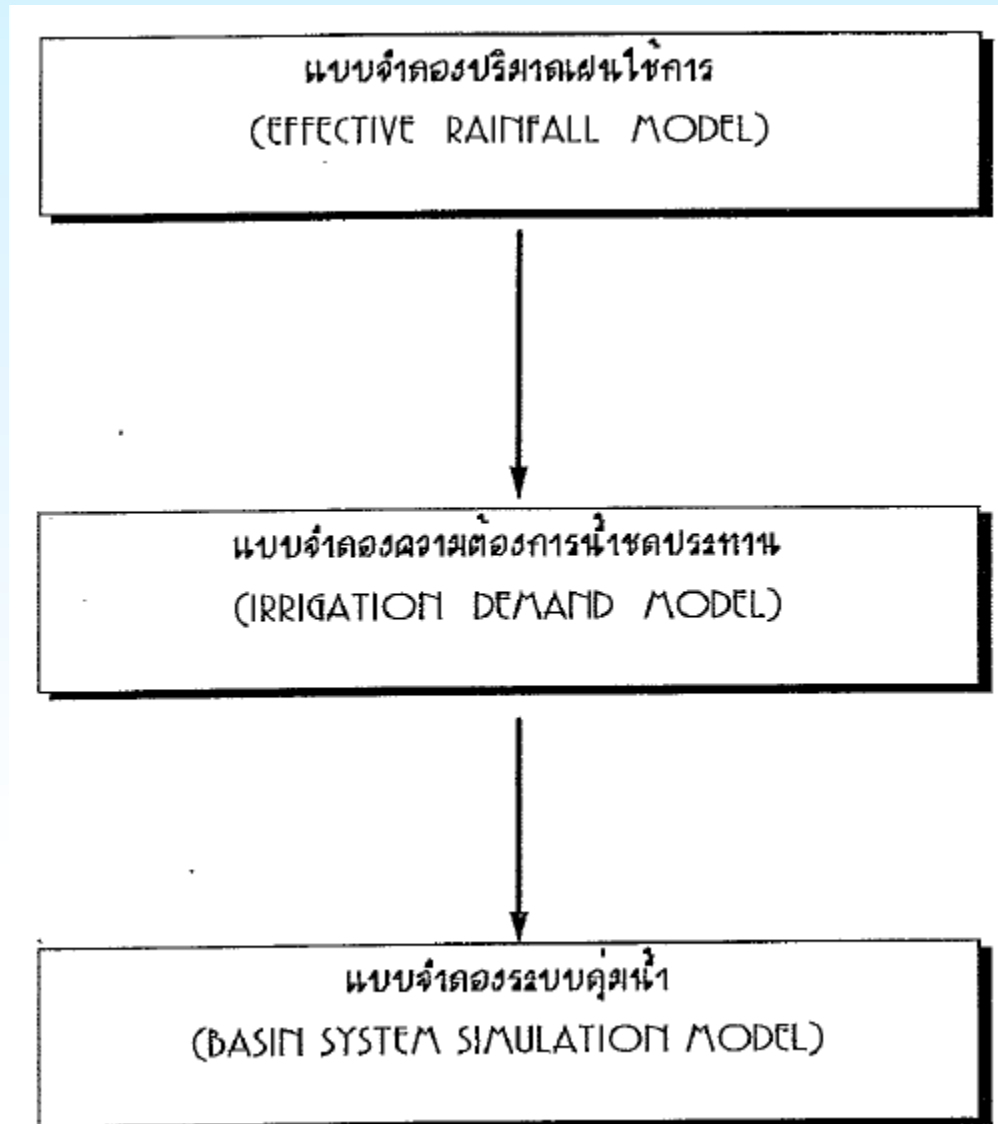 แบบจำลองปริมาณฝนใช้การ
(EFFECTIVE RAINFALL MODEL)
แบบจำลองความต้องการน้ำชลประทาน
(IRRIGATION DEMAND MODEL)
แบบจำลองระบบลุ่มน้ำ
(BASIN SYSTEM SIMULATION MODEL)